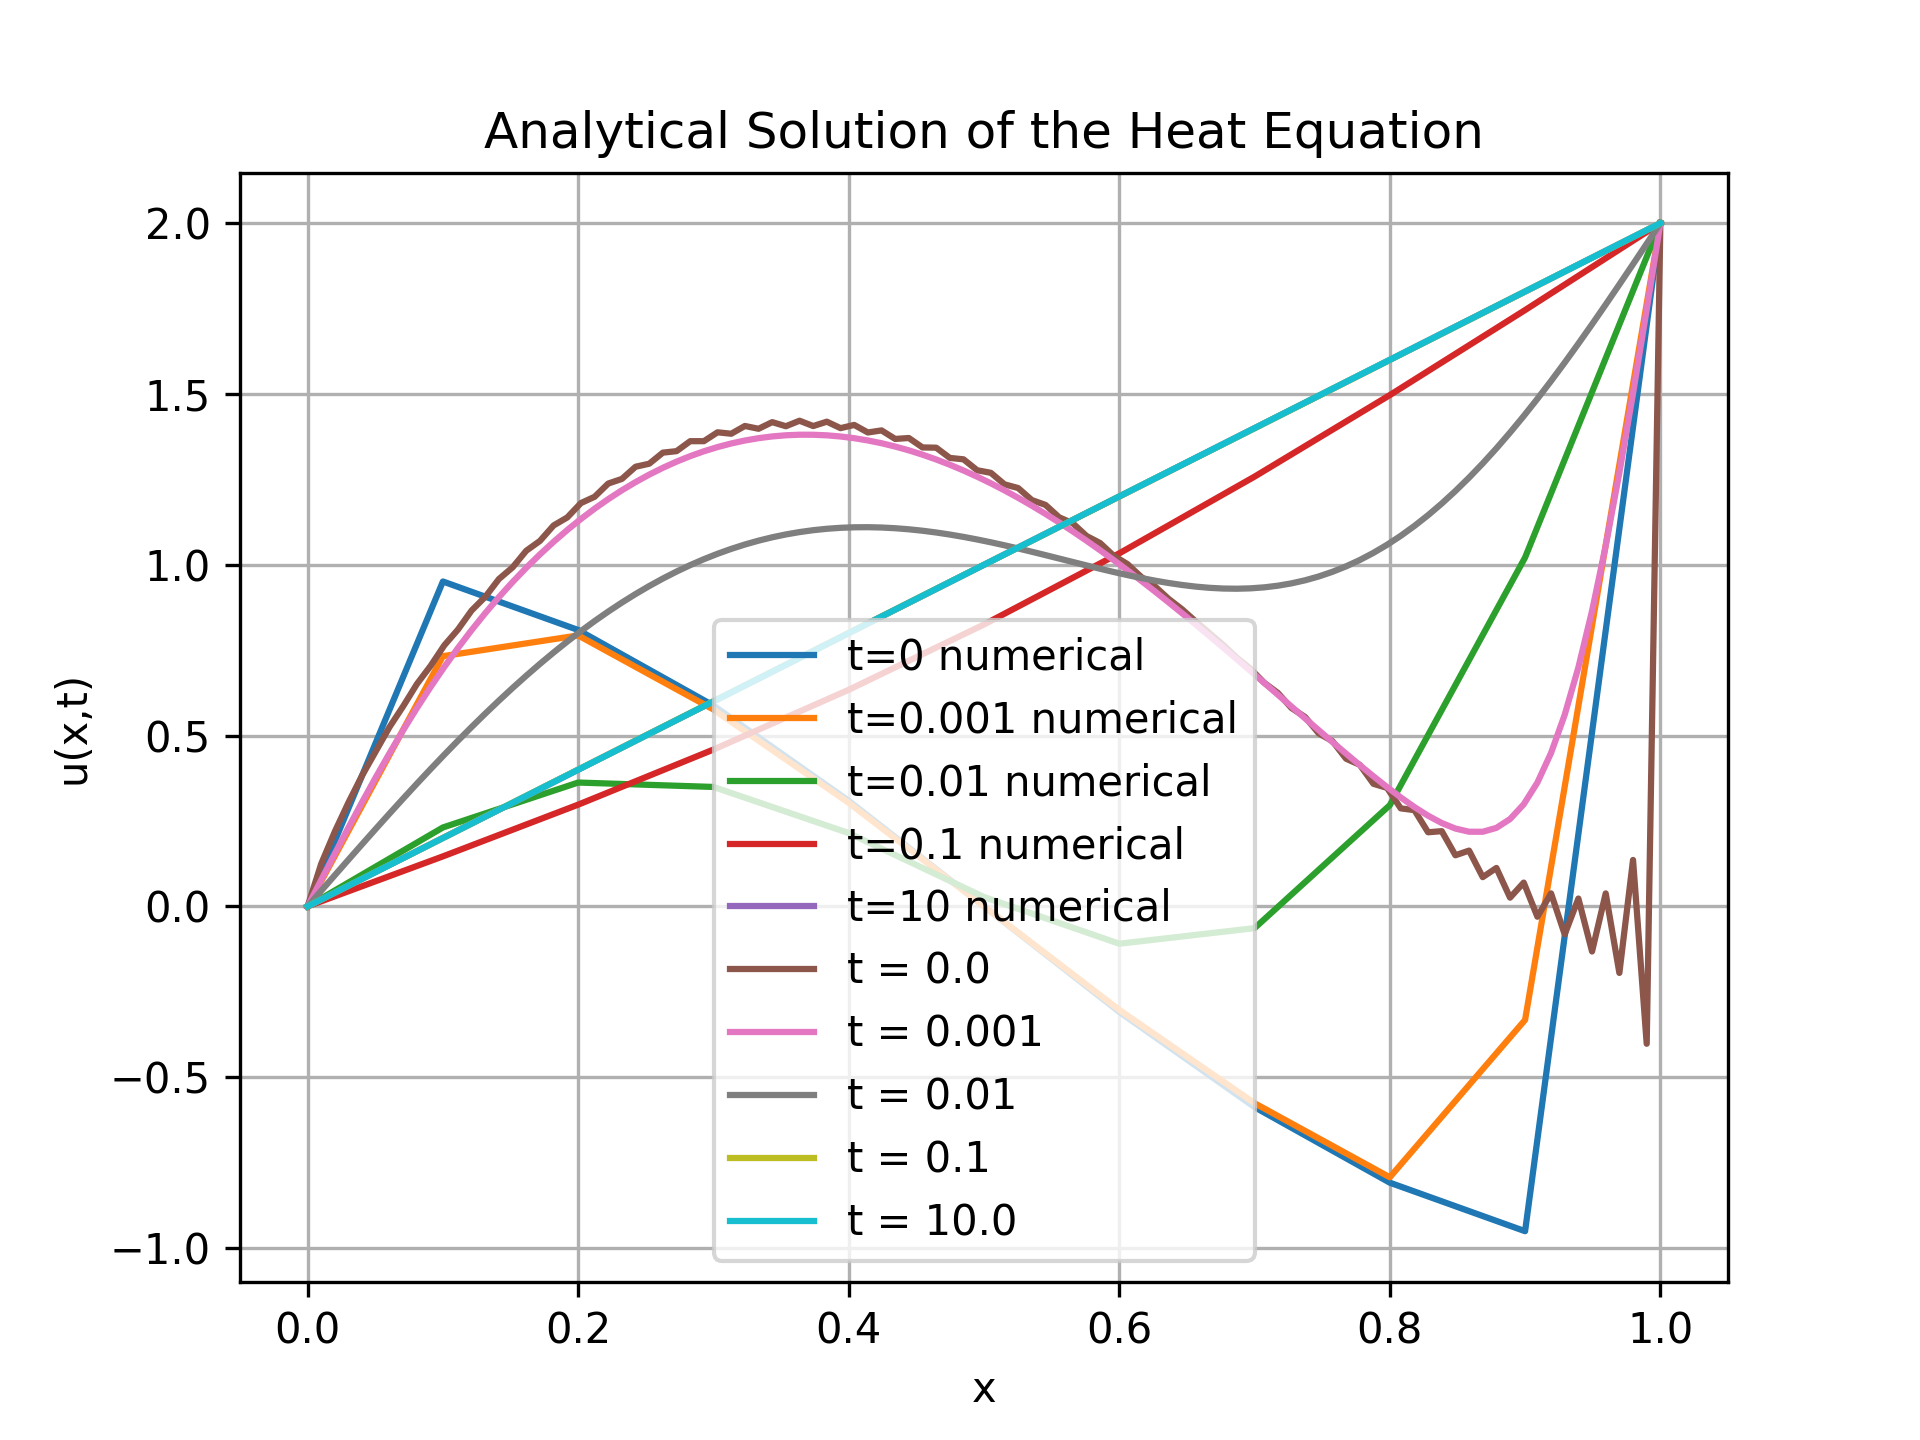 Analytical Solution of the Heat Equation
u(x,t)
2.0
1.5
1.0
0.5
0.0
−0.5
−1.0
t=0 numerical
t=0.001 numerical
t=0.01 numerical
t=0.1 numerical
t=10 numerical
t = 0.0
t = 0.001
t = 0.01
t = 0.1
t = 10.0
0.0 0.2 0.4 0.6 0.8 1.0
x